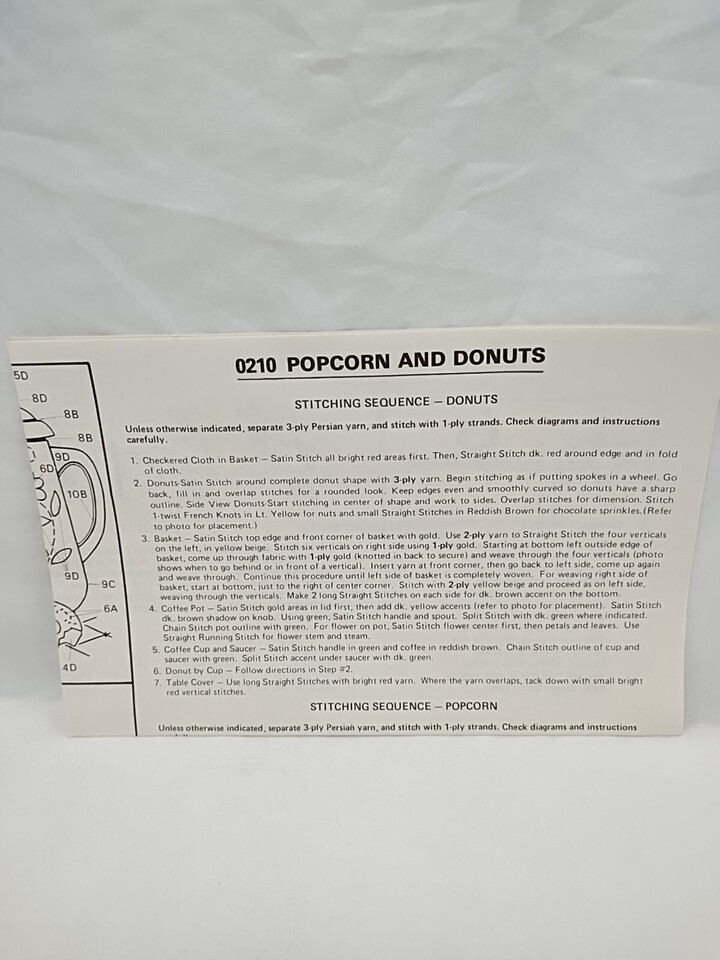 0210 POPCORN AND DONUTS
STITCHING SEQUENCE – DONUTS
Unless otherwise indicated, separate 3-ply Persian yarn, and stitch with 1-ply strands. Check diagrams and instructions
carefully.
1. Checkered Cloth in Basket – Satin Stitch all bright red areas first. Then, Straight Stitch dk. red around edge and in fold
of cloth.
2. Donuts-Satin Stitch around complete donut shape with 3-ply yarn. Begin stitching as if putting spokes in a wheel. Go
back, fill in and overlap stitches for a rounded look. Keep edges even and smoothly curved so donuts have a sharp
outline. Side View Donuts-Start stitching in center of shape and work to sides. Overlap stitches for dimension. Stitch
1-twist French Knots in Lt. Yellow for nuts and small Straight Stitches in Reddish Brown for chocolate sprinkles.(Refer
to photo for placement.)
3. Basket – Satin Stitch top edge and front corner of basket with gold. Use 2-ply yarn to Straight Stitch the four verticals
on the left, in yellow beige. Stitch six verticals on right side using 1-ply gold. Starting at bottom left outside edge of
basket, come up through fabric with 1-ply gold (knotted in back to secure) and weave through the four verticals (photo
shows when to go behind or in front of a vertical). Insert yarn at front corner, then go back to left side, come up again
and weave through. Continue this procedure until left side of basket is completely woven. For weaving right side of
basket, start at bottom, just to the right of center corner. Stitch with 2-ply yellow beige and proceed as on left side,
weaving through the verticals. Make 2 long Straight Stitches on each side for dk. brown accent on the bottom.
4. Coffee Pot – Satin Stitch gold areas in lid first, then add dk. yellow accents (refer to photo for placement). Satin Stitch
dk. brown shadow on knob. Using green, Satin Stitch handle and spout. Split Stitch with dk. green where indicated.
Chain Stitch pot outline with green. For flower on pot, Satin Stitch flower center first, then petals and leaves. Use
Straight Running Stitch for flower stem and steam.
5. Coffee Cup and Saucer – Satin Stitch handle in green and coffee in reddish brown. Chain Stitch outline of cup and
saucer with green. Split Stitch accent under saucer with dk. green.
6. Donut by Cup – Follow directions in Step #2.
7. Table Cover – Use long Straight Stitches with bright red yarn. Where the yarn overlaps, tack down with small bright
red vertical stitches.
STITCHING SEQUENCE – POPCORN
Unless otherwise indicated, separate 3-ply Persian yarn, and stitch with 1-ply strands. Check diagrams and instructions
5D
8D
8B
8B
9D
6D
10B
9D
9C
6A
4D